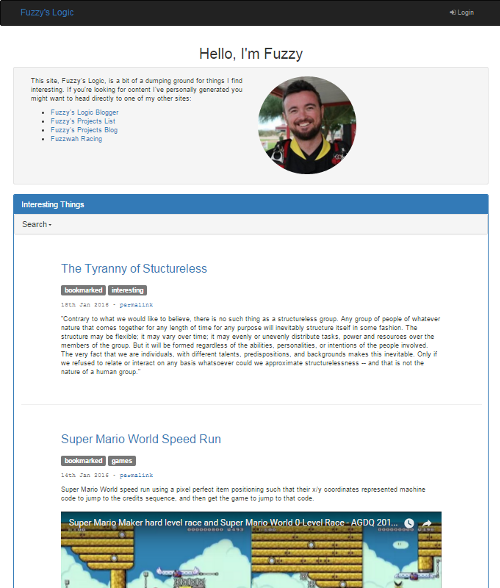 Fuzzy's Logic
Login
Hello, I'm Fuzzy
This site, Fuzzy's Logic, is a bit of a dumping ground for things I find
interesting. If you're looking for content I've personally generated you
might want to head directly to one of my other sites:
Fuzzy's Logic Blogger
Fuzzy's Projects List
Fuzzy's Projects Blog
Fuzzwah Racing
Interesting Things
Search
The Tyranny of Stuctureless
bookmarked interesting
18th Jan 2016 - permalink
"Contrary to what we would like to believe, there is no such thing as a structureless group. Any group of people of whatever
nature that comes together for any length of time for any purpose will inevitably structure itself in some fashion. The
structure may be flexible; it may vary over time; it may evenly or unevenly distribute tasks, power and resources over the
members of the group. But it will be formed regardless of the abilities, personalities, or intentions of the people involved.
The very fact that we are individuals, with different talents, predispositions, and backgrounds makes this inevitable. Only if
we refused to relate or interact on any basis whatsoever could we approximate structurelessness -- and that is not the
nature of a human group."
Super Mario World Speed Run
bookmarked games
14th Jan 2016 - permalink
Super Mario World speed run using a pixel perfect item positioning such that their x/y coordinates represented machine
code to jump to the credits sequence, and then get the game to jump to that code.
Super Mario Maker hard level race and Super Mario World 0-Level Race - AGDQ 201...